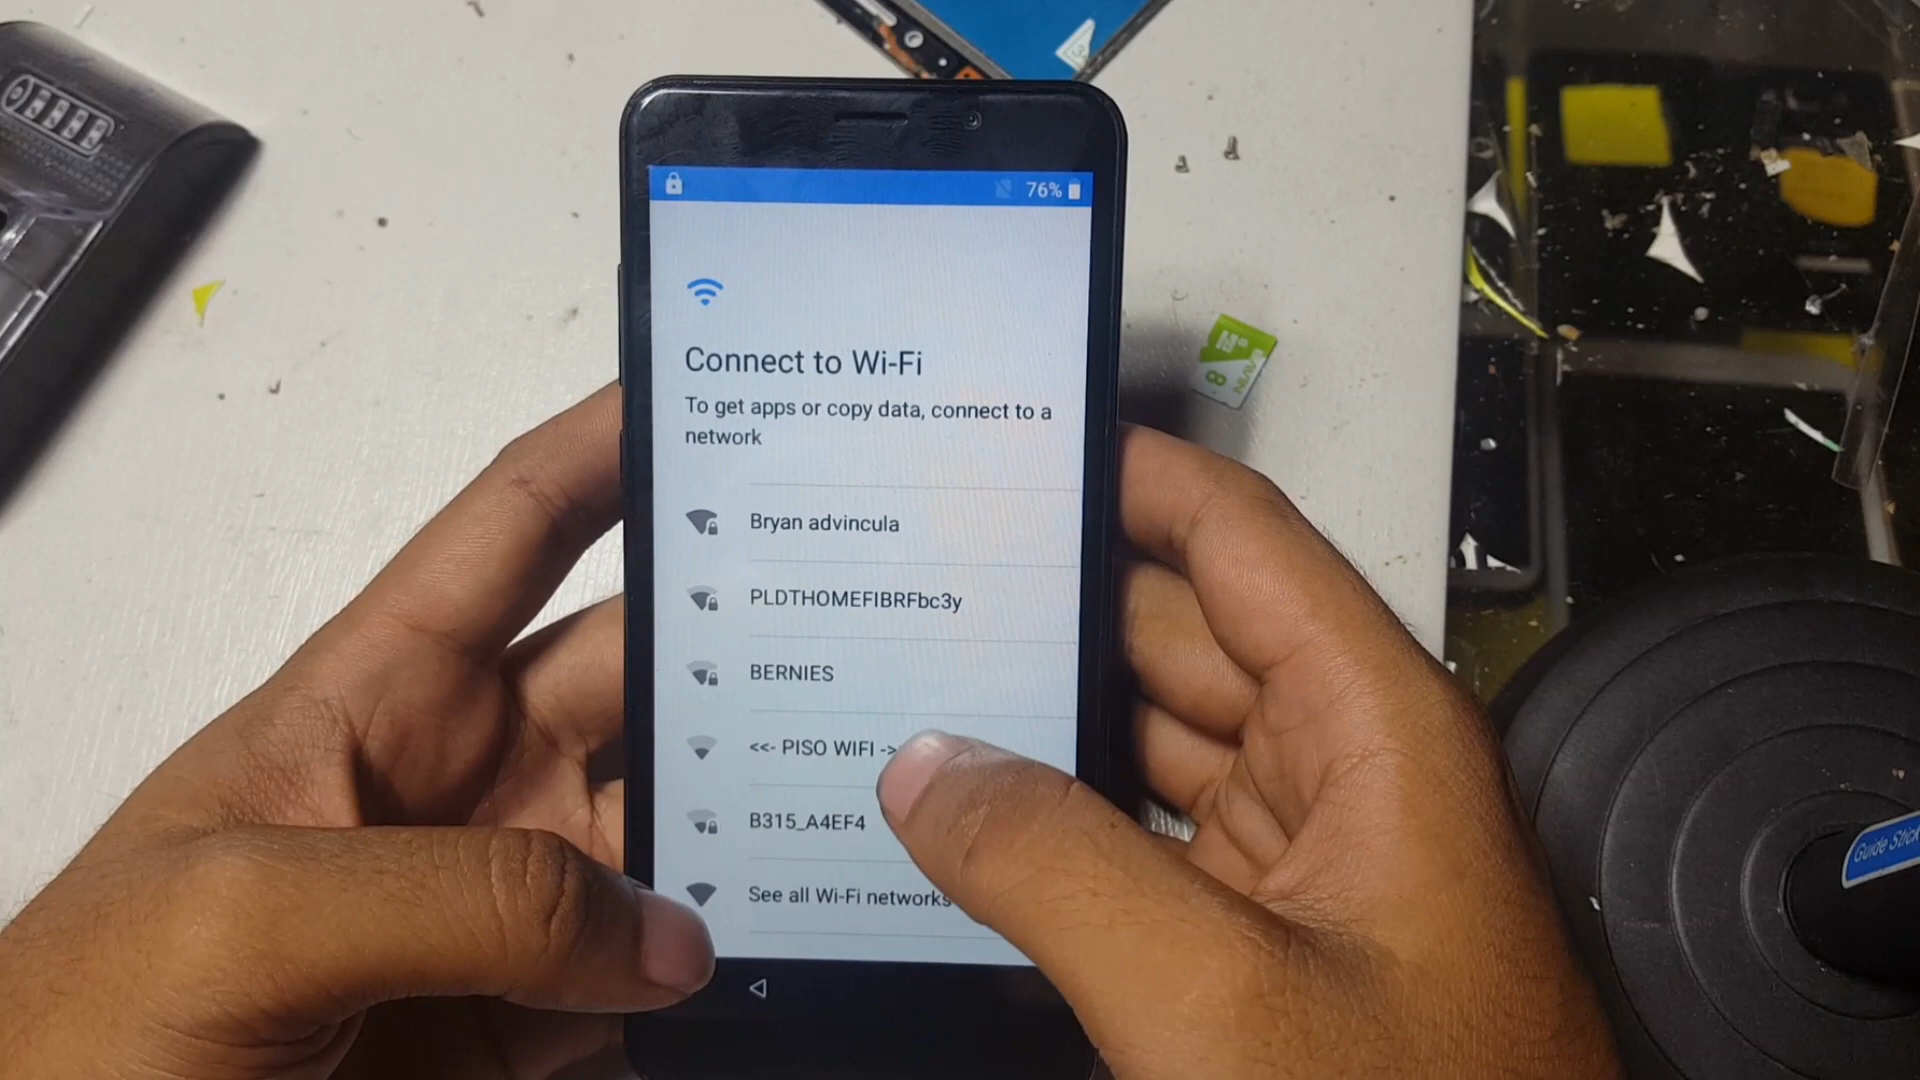 76%
Connect to Wi-Fi
To get apps or copy data, connect to a
network
Bryan advincula
PLDTHOMEFIBRFbc3y
BERNIES
<<- PISO WIFI ->
B315_A4EF4
See all Wi-Fi networks
8
Guide Stick